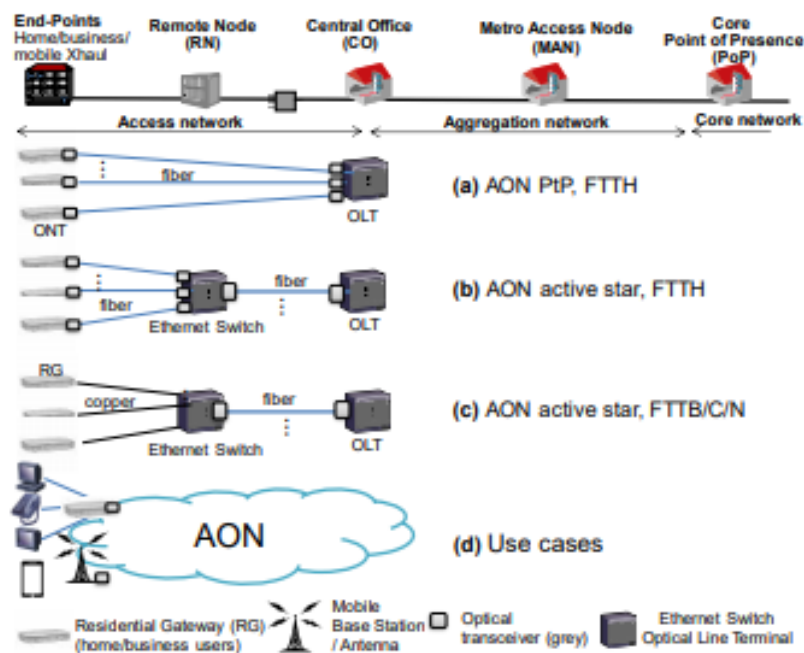 End-Points
Home/business/
mobile Xhaul
Remote Node
(RN)
Central Office
(CO)
Metro Access Node
(MAN)
Core
Point of Presence
(PoP)
Access network
Aggregation network
Core network
fiber
ONT
OLT
(a) AON PtP, FTTH
fiber
fiber
Ethernet Switch
OLT
(b) AON active star, FTTH
RG
copper
fiber
Ethernet Switch
OLT
(c) AON active star, FTTB/C/N
AON
(d) Use cases
Residential Gateway (RG)
(home/business users)
Mobile
Base Station
/ Antenna
Optical
transceiver (grey)
Ethernet Switch
Optical Line Terminal